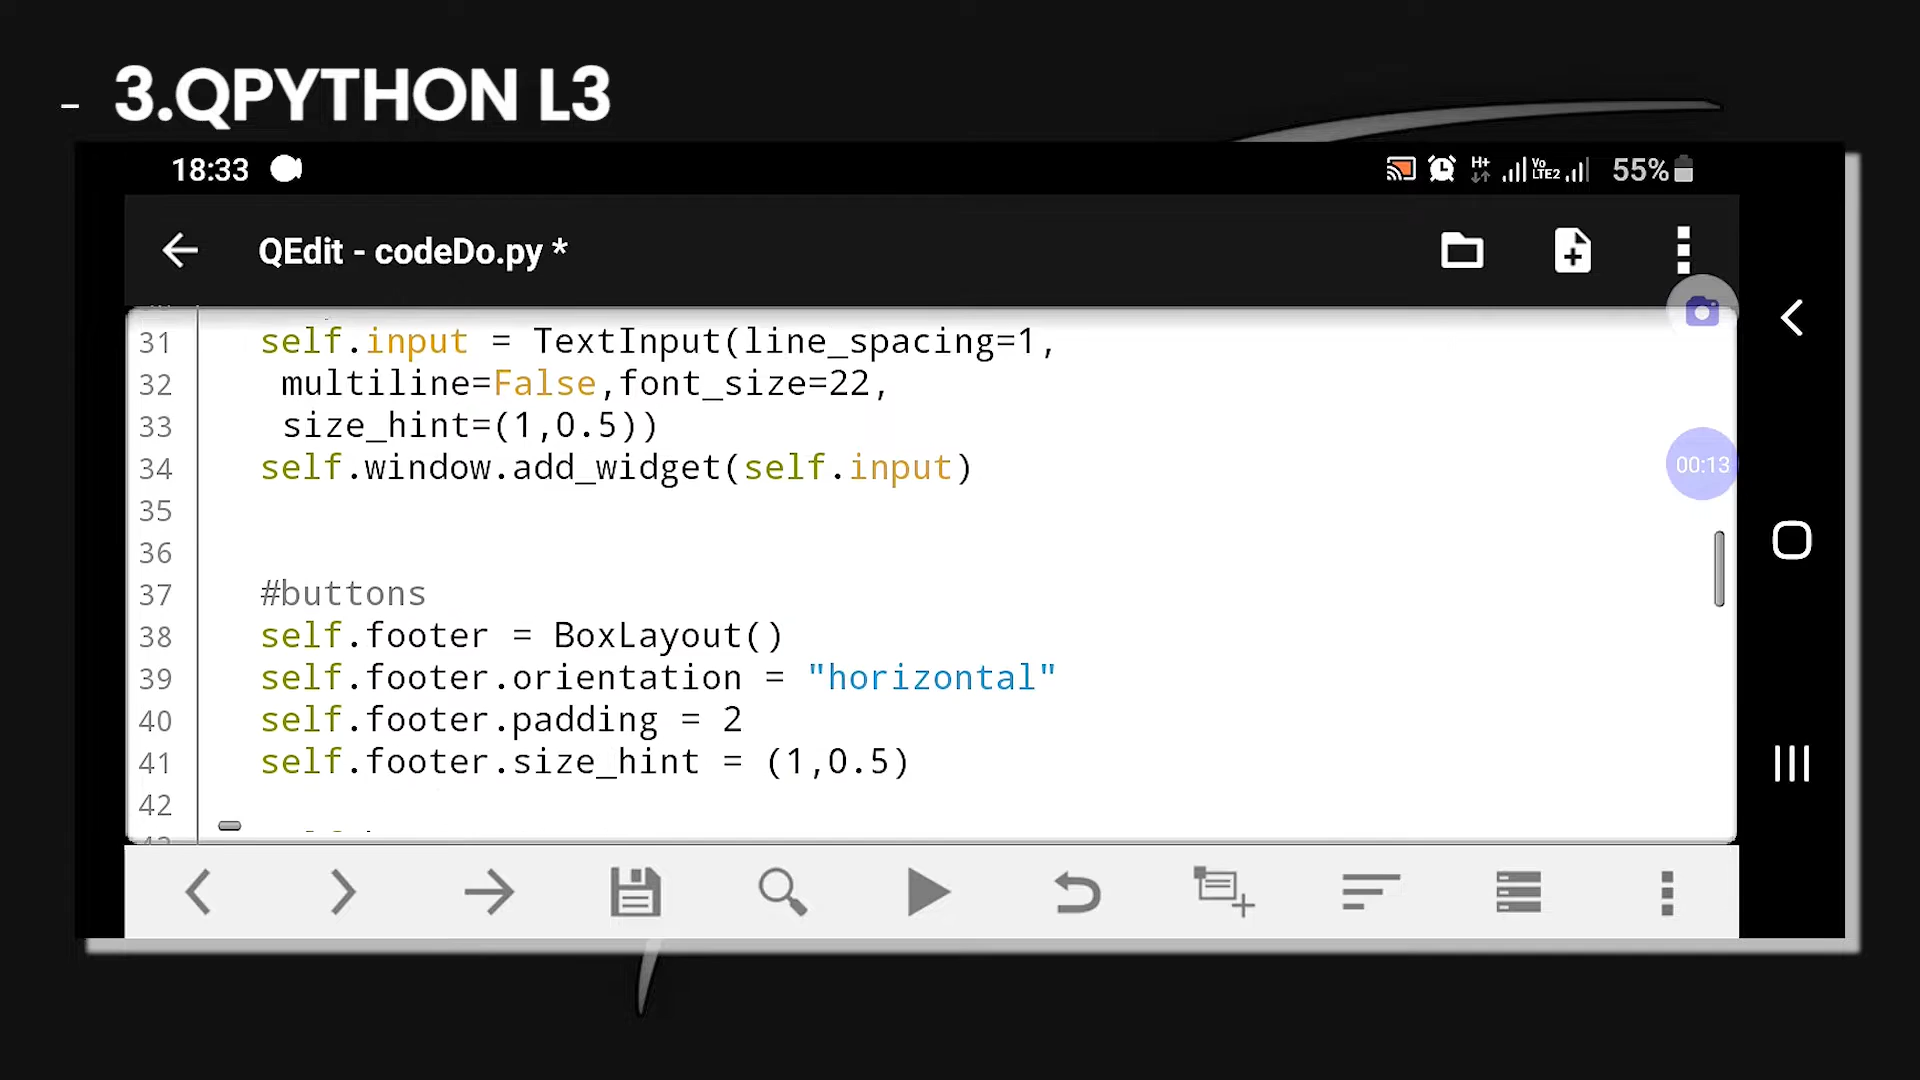 - 3.QPYTHON L3
18:33 H+ Vo LTE2 55%
QEdit - codeDo.py *
31 self.input = TextInput(line_spacing=1,
32 multiline=False,font_size=22,
33 size_hint=(1,0.5))
00:13
34 self.window.add_widget(self.input)
35
36
37 #buttons
38 self.footer = BoxLayout()
39 self.footer.orientation = "horizontal"
40 self.footer.padding = 2
41 self.footer.size_hint = (1,0.5)
42